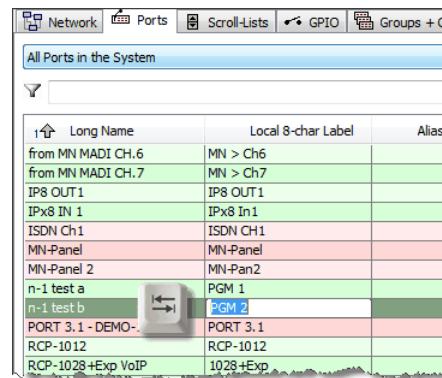 Network Ports Scroll-Lists GPIO Groups +
All Ports in the System
1 Long Name Local 8-char Label Alias
from MN MADI CH.6 MN > Ch6
from MN MADI CH.7 MN > Ch7
IP8 OUT1 IP8 OUT1
IPx8 IN 1 IPx8 In1
ISDN Ch1 ISDN CH1
MN-Panel MN-Panel
MN-Panel 2 MN-Pan2
n-1 test a PGM 1
n-1 test b PGM 2
PORT 3.1 - DEMO-. PORT 3.1
RCP-1012 RCP-1012
RCP-1028+Exp VoIP 1028+Exp